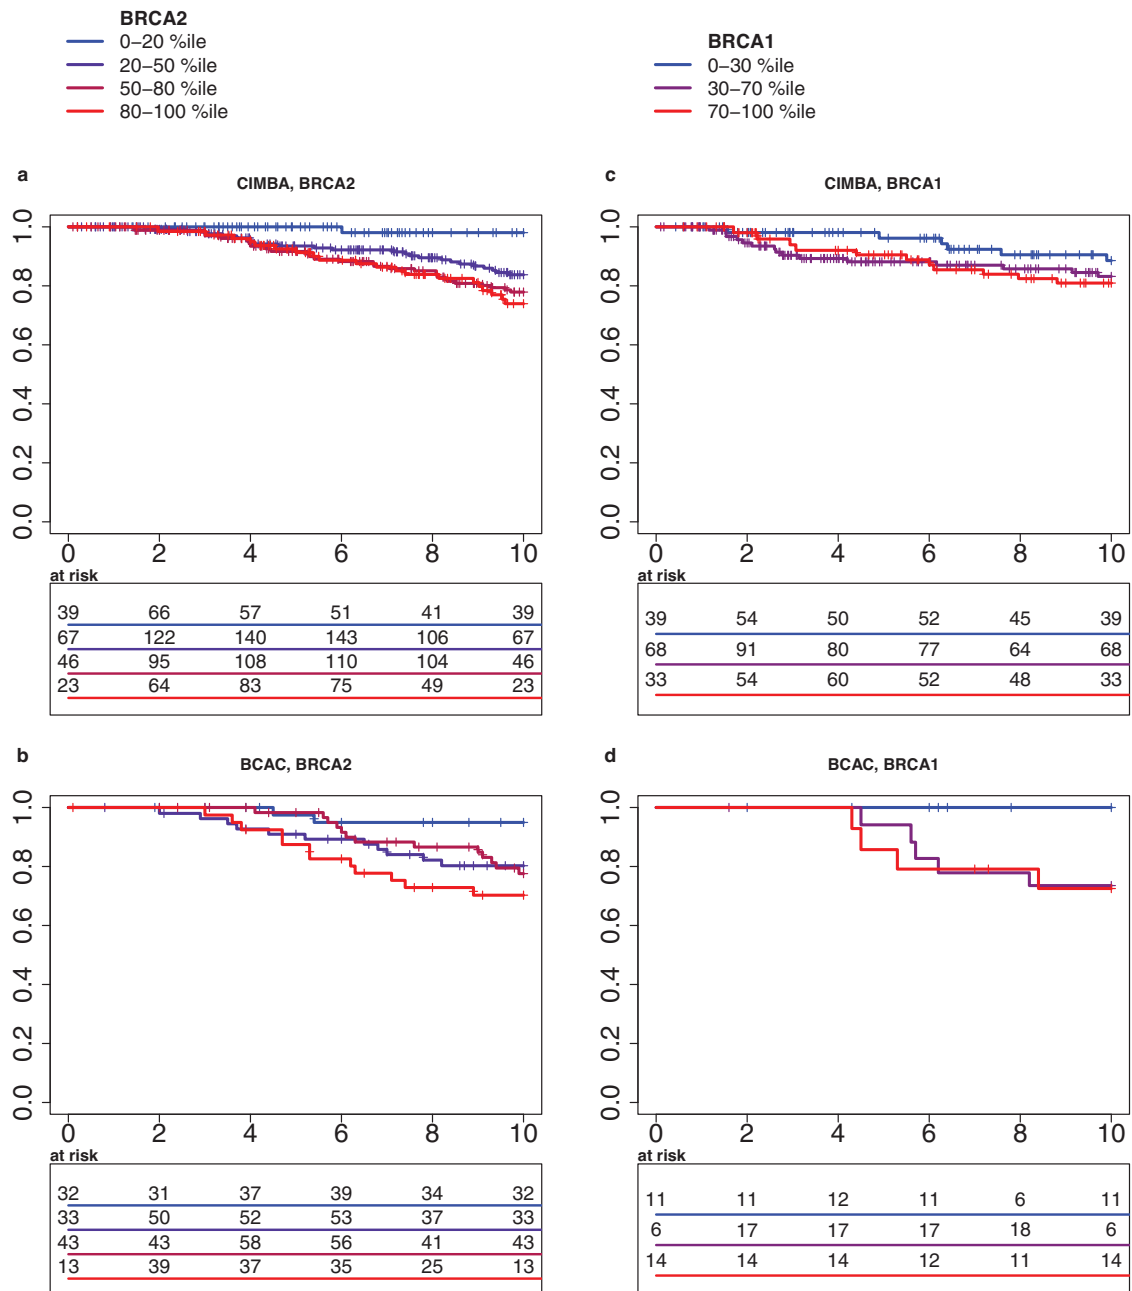 BRCA2
0–20 %ile
20–50 %ile
50–80 %ile
80–100 %ile
BRCA1
0–30 %ile
30–70 %ile
70–100 %ile
a
CIMBA, BRCA2
1.0
0.8
0.6
0.4
0.2
0.0
0 2 4 6 8 10
at risk
39 66 57 51 41 39
67 122 140 143 106 67
46 95 108 110 104 46
23 64 83 75 49 23
c
CIMBA, BRCA1
1.0
0.8
0.6
0.4
0.2
0.0
0 2 4 6 8 10
at risk
39 54 50 52 45 39
68 91 80 77 64 68
33 54 60 52 48 33
b
BCAC, BRCA2
1.0
0.8
0.6
0.4
0.2
0.0
0 2 4 6 8 10
at risk
32 31 37 39 34 32
33 50 52 53 37 33
43 43 58 56 41 43
13 39 37 35 25 13
d
BCAC, BRCA1
1.0
0.8
0.6
0.4
0.2
0.0
0 2 4 6 8 10
at risk
11 11 12 11 6 11
6 17 17 17 18 6
14 14 14 12 11 14